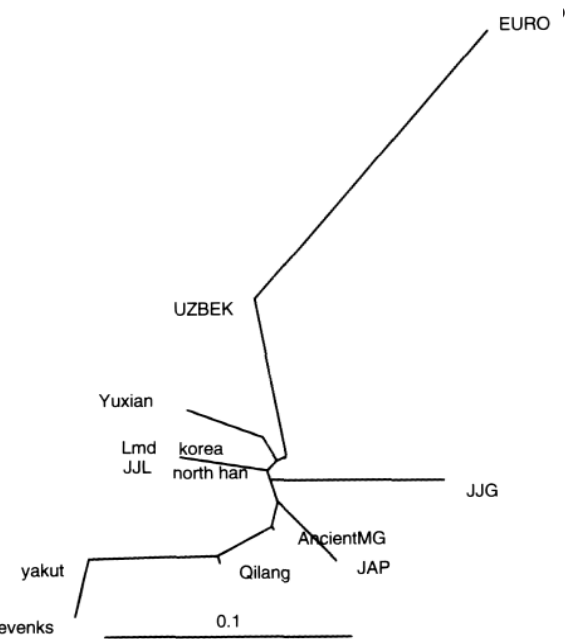 EURO
UZBEK
Yuxian
Lmd korea
JJL north han
JJG
AncientMG
JAP
Qilang
yakut
evenks
0.1